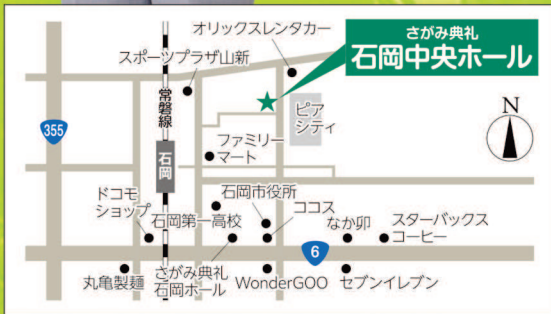 さがみ典礼
石岡中央ホール
オリックスレンタカー
スポーツプラザ山新
ピア
シティ
N
355
常磐線
石岡
ファミリー
マート
ドコモ
ショップ
石岡市役所
石岡第一高校
ココス
なか卯
スターバックス
コーヒー
6
丸亀製麺
さがみ典礼
石岡ホール
WonderGOO
セブンイレブン